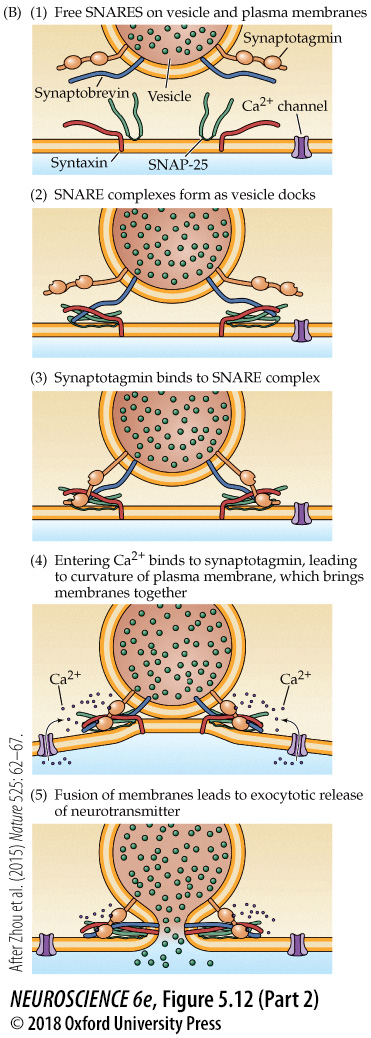 (B) (1) Free SNARES on vesicle and plasma membranes
Synaptotagmin
Synaptobrevin
Vesicle
Ca2+ channel
Syntaxin
SNAP-25
(2) SNARE complexes form as vesicle docks
(3) Synaptotagmin binds to SNARE complex
(4) Entering Ca2+ binds to synaptotagmin, leading
to curvature of plasma membrane, which brings
membranes together
Ca2+
Ca2+
(5) Fusion of membranes leads to exocytotic release
of neurotransmitter
After Zhou et al. (2015) Nature 525: 62–67.
NEUROSCIENCE 6e, Figure 5.12 (Part 2)
© 2018 Oxford University Press